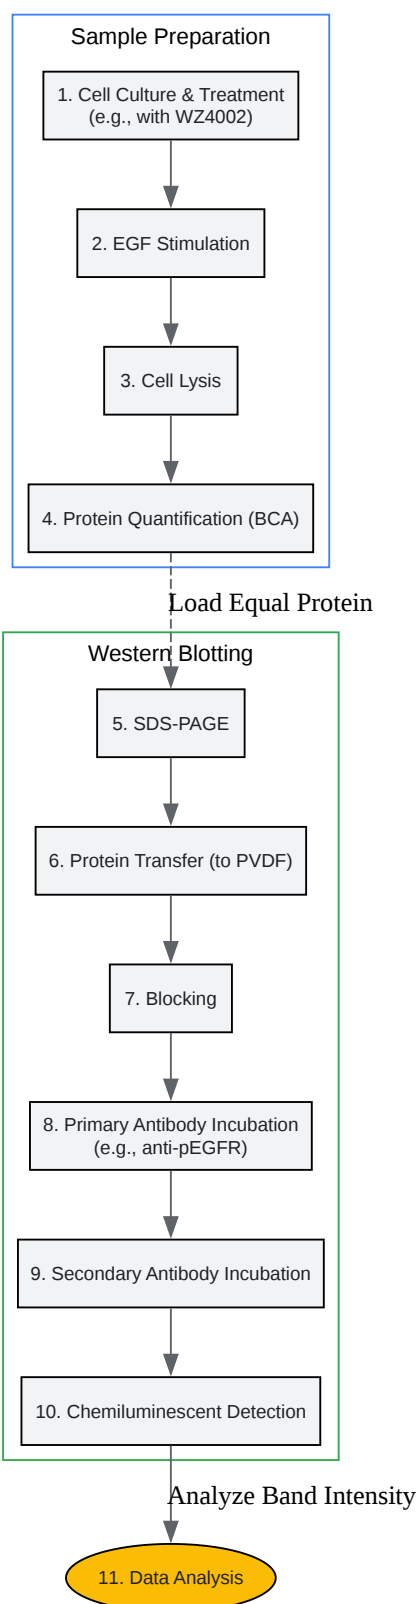 Sample Preparation
1. Cell Culture & Treatment
(e.g., with WZ4002)
2. EGF Stimulation
3. Cell Lysis
4. Protein Quantification (BCA)
Load Equal Protein
Western Blotting
5. SDS-PAGE
6. Protein Transfer (to PVDF)
7. Blocking
8. Primary Antibody Incubation
(e.g., anti-pEGFR)
9. Secondary Antibody Incubation
10. Chemiluminescent Detection
Analyze Band Intensity
11. Data Analysis